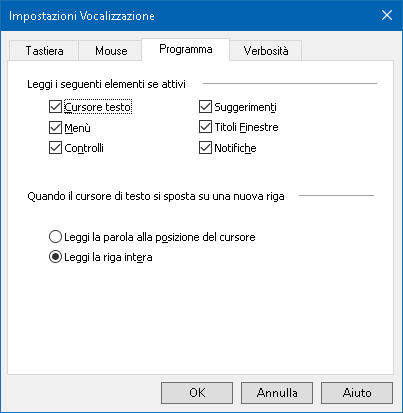 Impostazioni Vocalizzazione
Tastiera Mouse Programma Verbosità
Leggi i seguenti elementi se attivi
Cursore testo Suggerimenti
Menù Titoli Finestre
Controlli Notifiche
Quando il cursore di testo si sposta su una nuova riga
Leggi la parola alla posizione del cursore
Leggi la riga intera
OK Annulla Aiuto